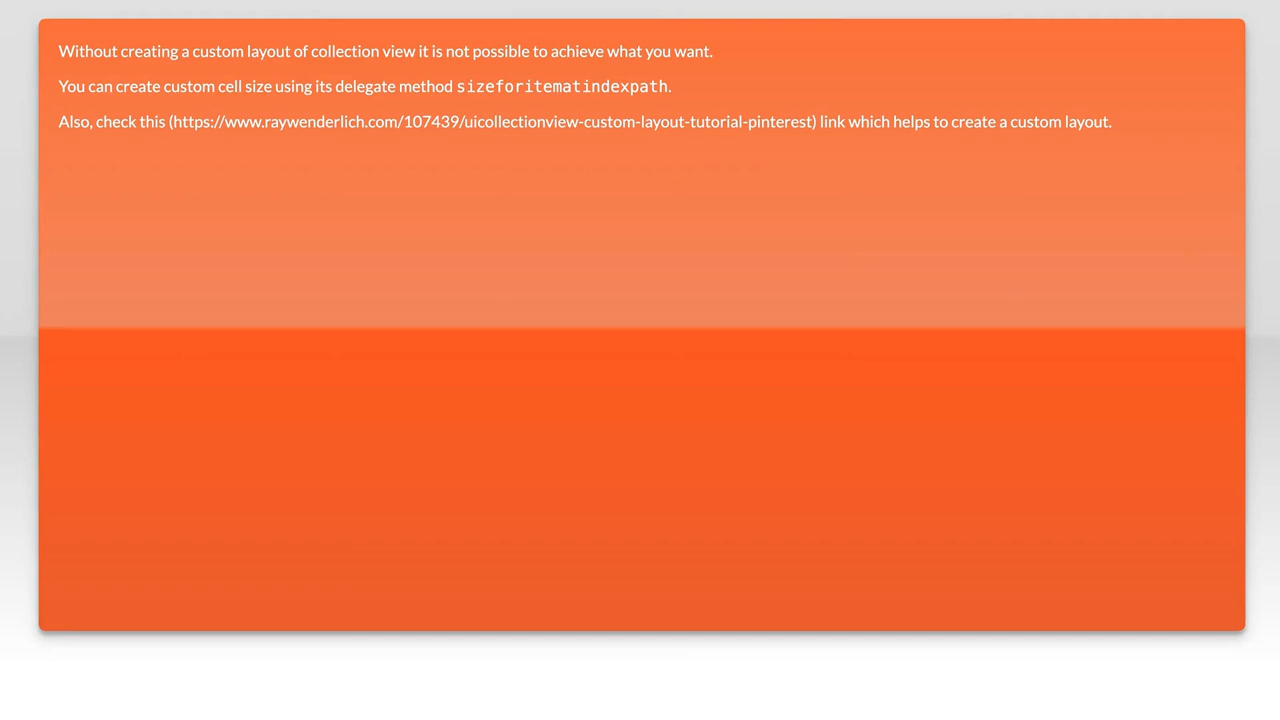 Without creating a custom layout of collection view it is not possible to achieve what you want.
You can create custom cell size using its delegate method sizeforitematindexpath.
Also, check this (https://www.raywenderlich.com/107439/uicollectionview-custom-layout-tutorial-pinterest) link which helps to create a custom layout.